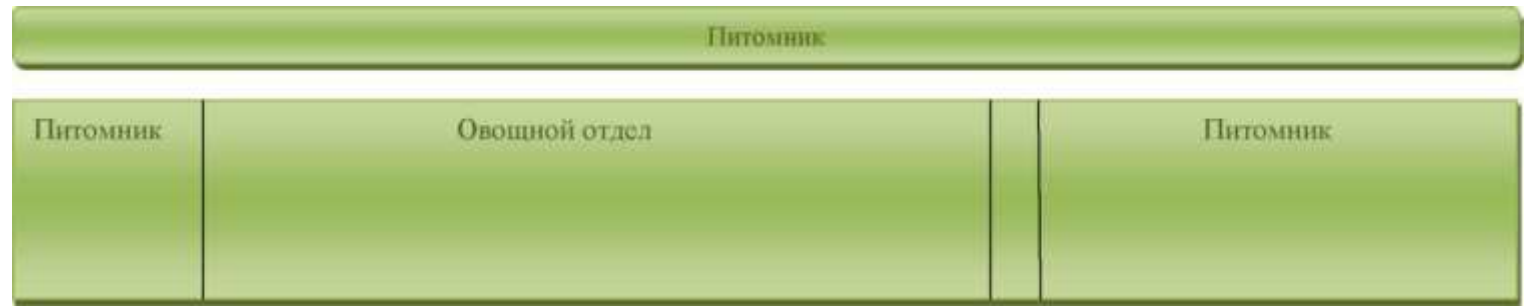 Питомник
Питомник
Овощной отдел
Питомник